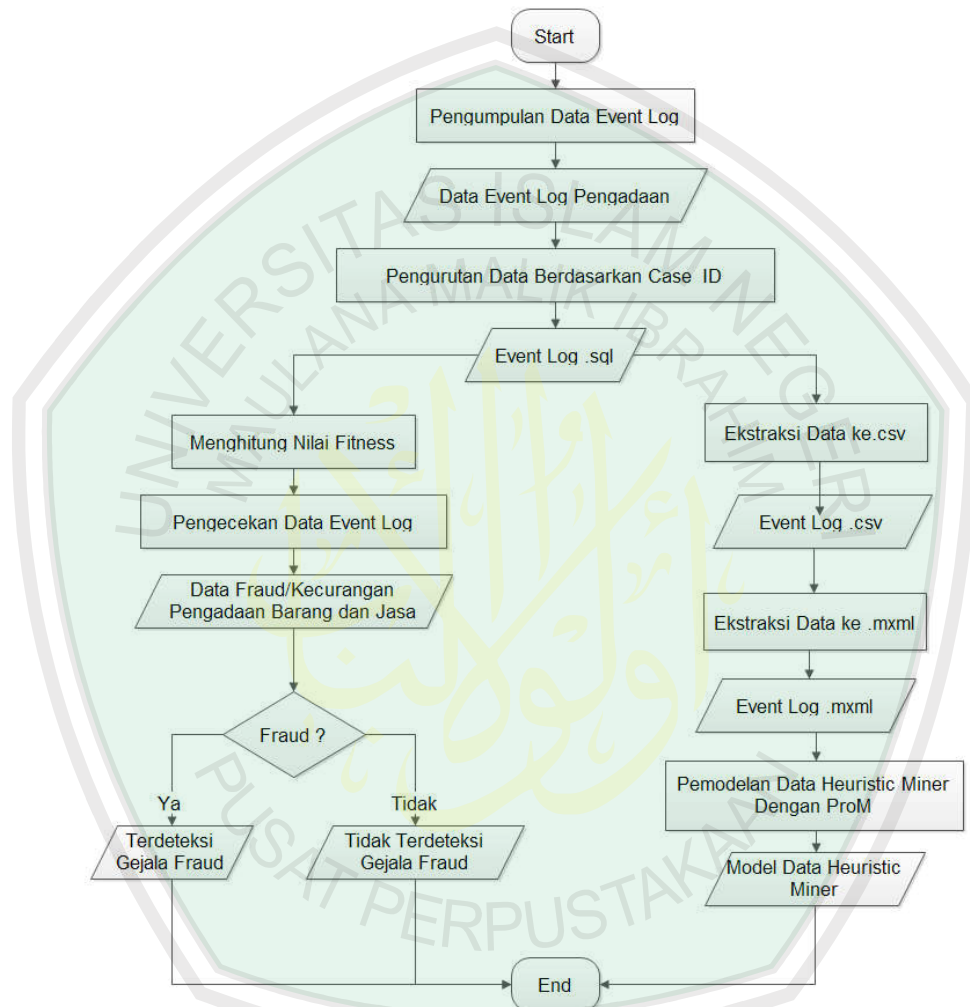 Start
Pengumpulan Data Event Log
Data Event Log Pengadaan
Pengurutan Data Berdasarkan Case ID
Event Log .sql
Menghitung Nilai Fitness
Pengecekan Data Event Log
Data Fraud/Kecurangan
Pengadaan Barang dan Jasa
Fraud ?
Ya
Tidak
Terdeteksi
Gejala Fraud
Tidak Terdeteksi
Gejala Fraud
Ekstraksi Data ke.csv
Event Log .csv
Ekstraksi Data ke .mxml
Event Log .mxml
Pemodelan Data Heuristic Miner
Dengan ProM
Model Data Heuristic
Miner
End
UNIVERSITAS ISLAM NEGERI
MAULANA MALIK IBRAHIM
PUSAT PERPUSTAKAAN